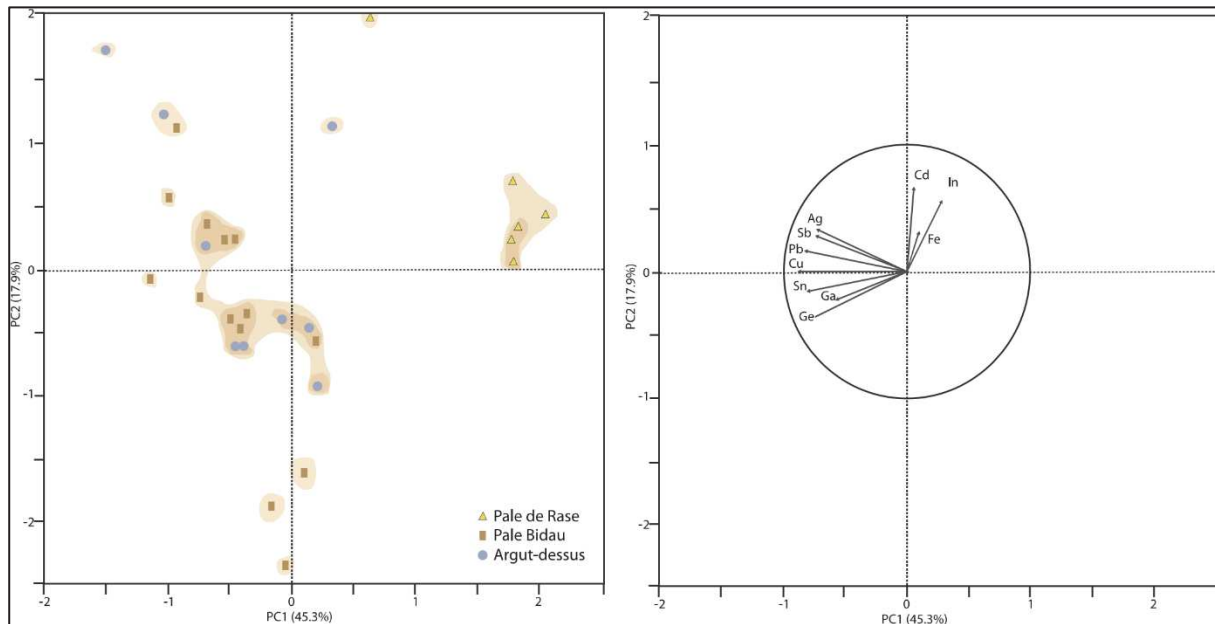 2
1
0
-1
-2
PC2 (17.9%)
-2
-1
0
1
2
PC1 (45.3%)
Pale de Rase
Pale Bidau
Argut-dessus
2
1
0
-1
-2
PC2 (17.9%)
-2
-1
0
1
2
PC1 (45.3%)
Cd
In
Ag
Sb
Fe
Pb
Cu
Sn
Ga
Ge